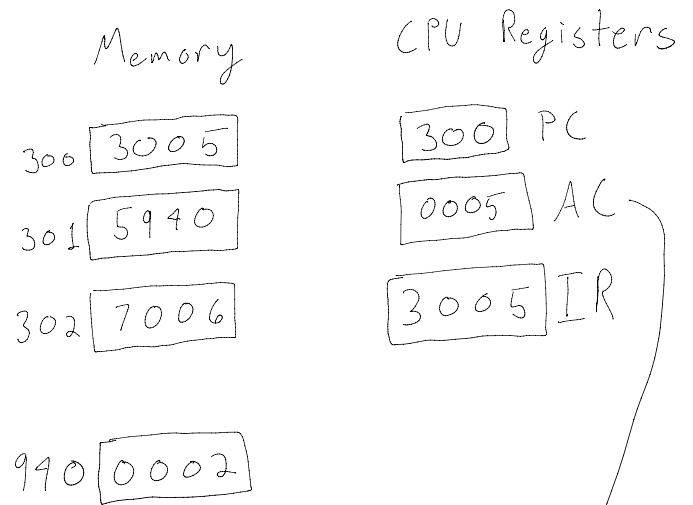 Memory
300 3005
301 5940
302 7006
940 0002
CPU Registers
300 PC
0005 AC
3005 IR